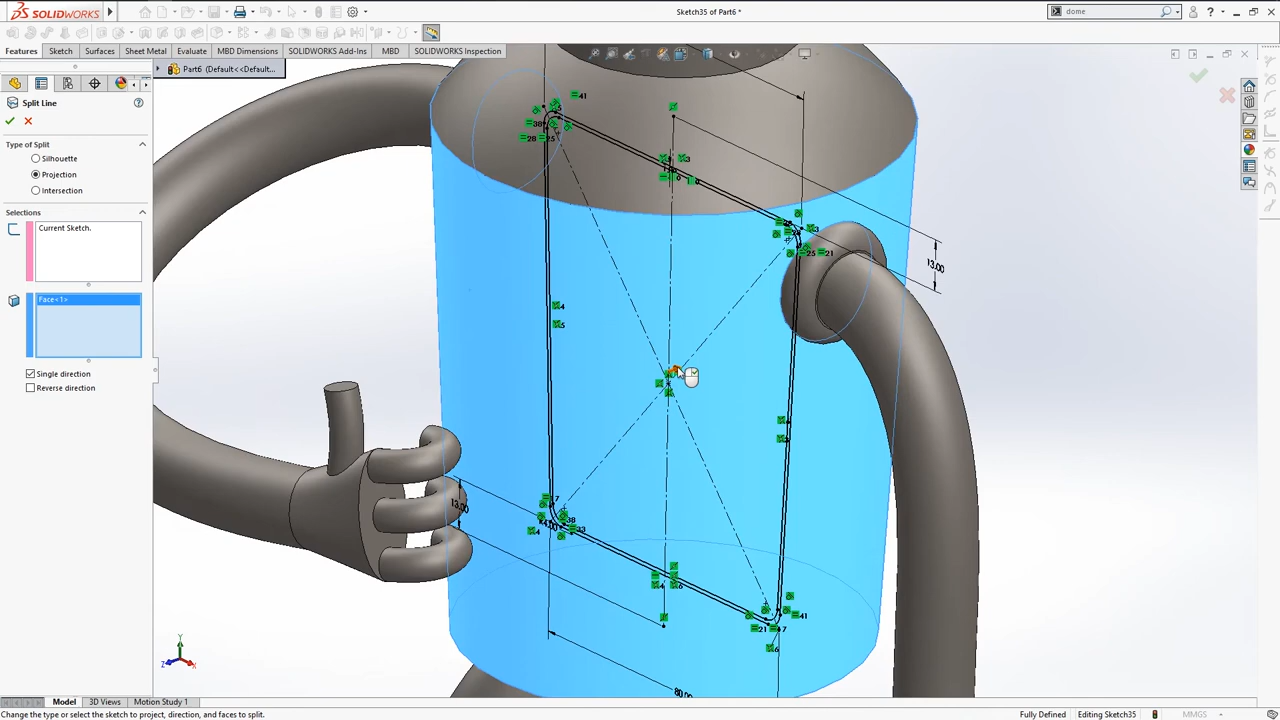 SOLIDWORKS
Sketch35 of Part6 *
dome
Features
Sketch
Surfaces
Sheet Metal
Evaluate
MBD Dimensions
SOLIDWORKS Add-Ins
MBD
SOLIDWORKS Inspection
Part6 (Default<<Default...
Split Line
Type of Split
Silhouette
Projection
Intersection
Selections
Current Sketch.
Face<1>
Single direction
Reverse direction
13.00
13.00
80.00
Y
Z
X
Model
3D Views
Motion Study 1
Change the type or select the sketch to project, direction, and faces to split.
Fully Defined
Editing Sketch35
MMGS